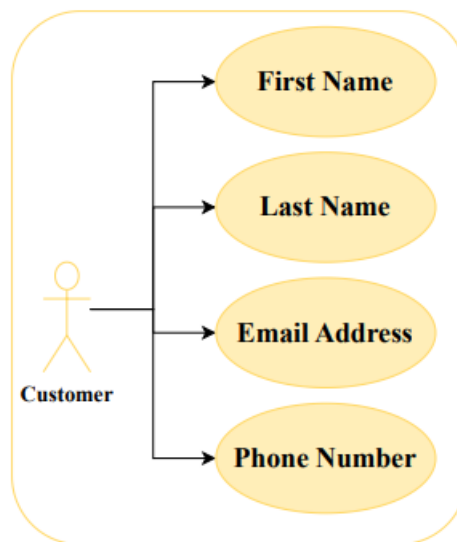 First Name
Last Name
Email Address
Customer
Phone Number